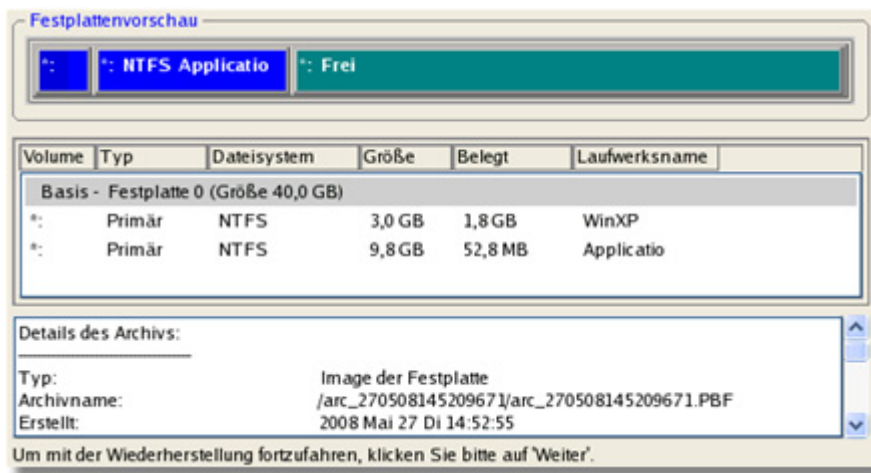 Festplattenvorschau
*: *: NTFS Applicatio *: Frei
Volume Typ Dateisystem Größe Belegt Laufwerksname
Basis - Festplatte 0 (Größe 40,0 GB)
*: Primär NTFS 3,0 GB 1,8 GB WinXP
*: Primär NTFS 9,8 GB 52,8 MB Applicatio
Details des Archivs:
Typ: Image der Festplatte
Archivname: /arc_270508145209671/arc_270508145209671.PBF
Erstellt: 2008 Mai 27 Di 14:52:55
Um mit der Wiederherstellung fortzufahren, klicken Sie bitte auf 'Weiter'.